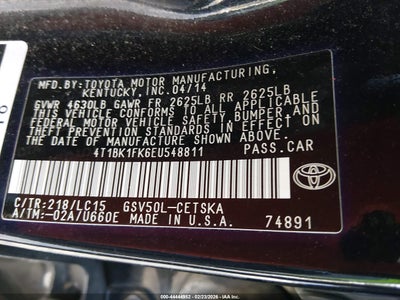 MFD.BY:TOYOTA MOTOR MANUFACTURING,
KENTUCKY, INC. 04/14
GVWR 4630LB GAWR FR 2625LB RR 2625LB
THIS VEHICLE CONFORMS TO ALL APPLICABLE
FEDERAL MOTOR VEHICLE SAFETY, BUMPER, AND
THEFT PREVENTION STANDARDS IN EFFECT ON
THE DATE OF MANUFACTURE SHOWN ABOVE.
4T1BK1FK6EU548811 PASS.CAR
C/TR:218/LC15 GSV50L-CETSKA
A/TM:-02A/U660E MADE IN U.S.A. 74891
TOYOTA
000-44444992 - 02/23/2026 - IAA Inc.